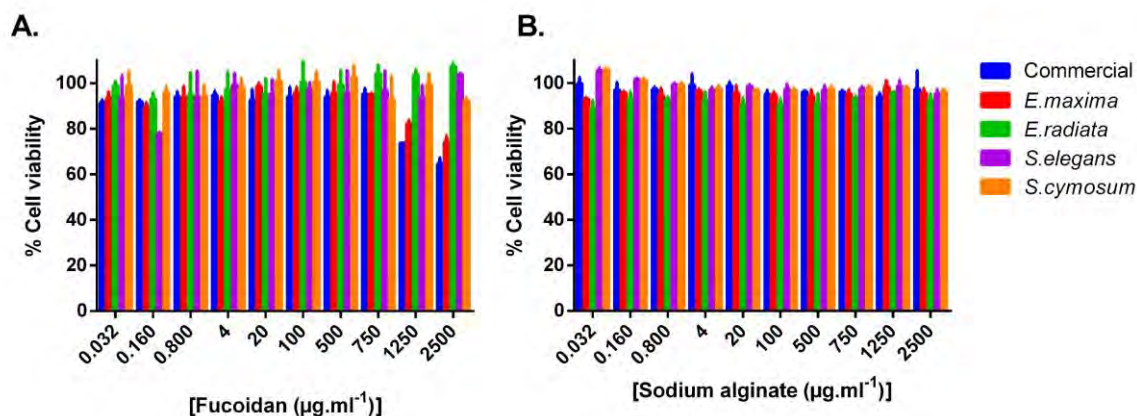 A.
% Cell viability
100
80
60
40
20
0
0.032 0.160 0.800 4 20 100 500 750 1250 2500
[Fucoidan (µg.ml⁻¹)]
B.
% Cell viability
100
80
60
40
20
0
0.032 0.160 0.800 4 20 100 500 750 1250 2500
[Sodium alginate (µg.ml⁻¹)]
Commercial
E.maxima
E.radiata
S.elegans
S.cymosum